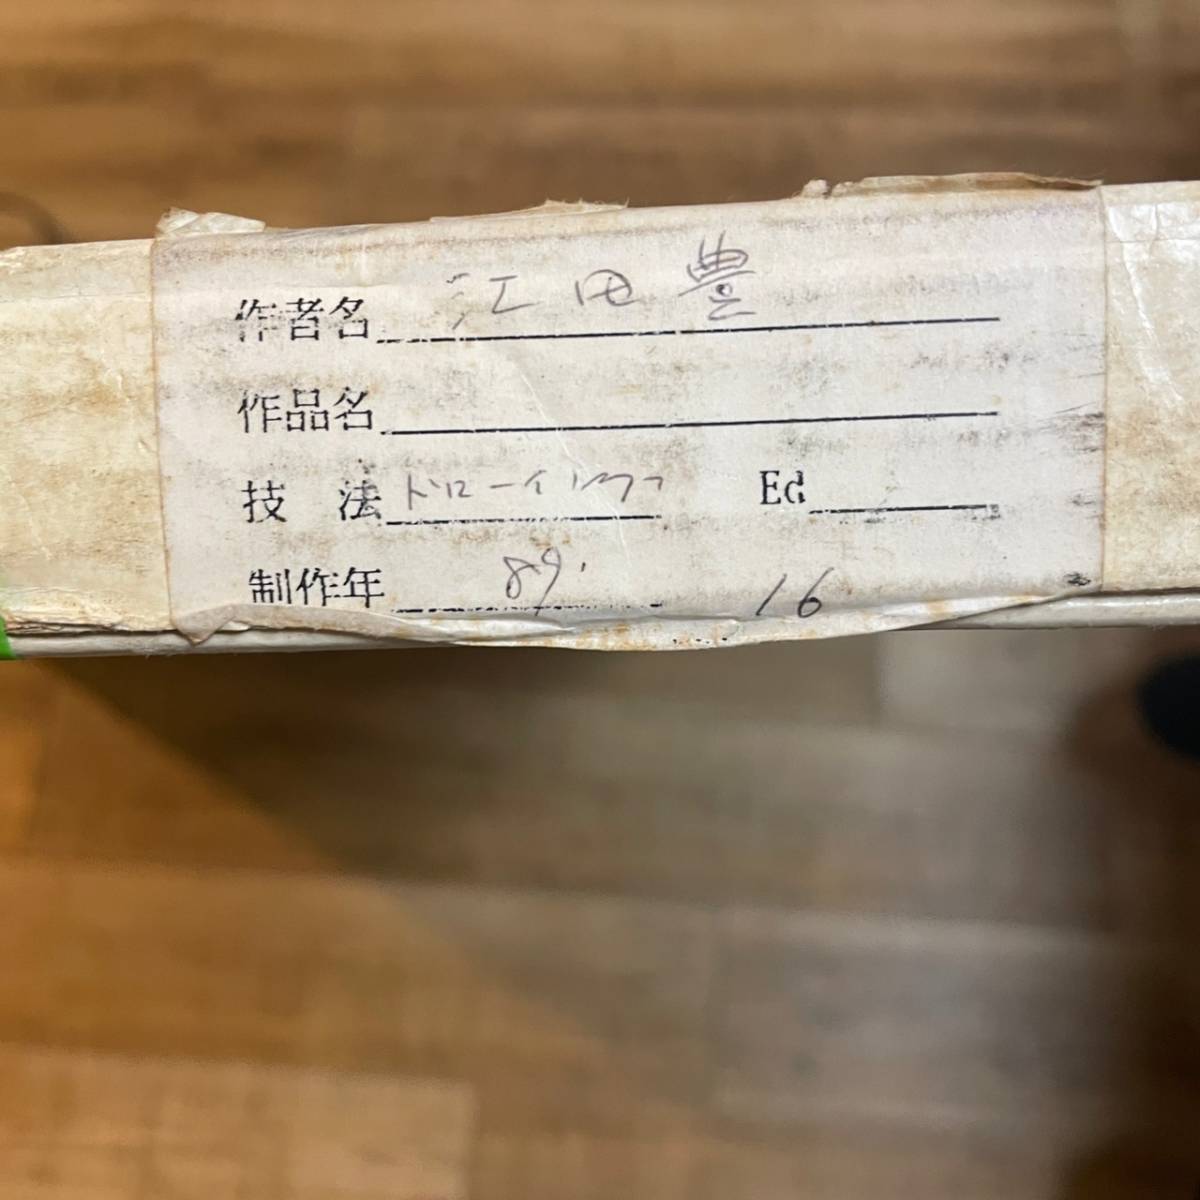 作者名 江田豊
作品名
技 法 ドローイング Ed
制作年 89. 16